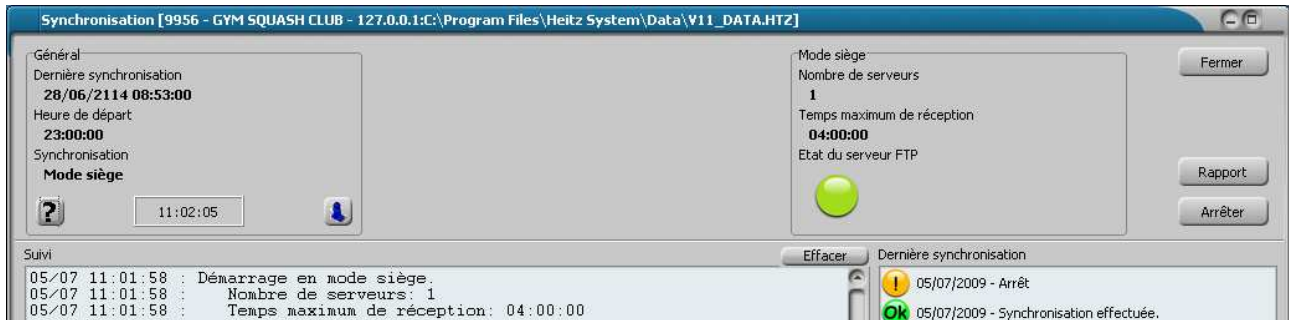 Synchronisation [9956 - GYM SQUASH CLUB - 127.0.0.1:C:\Program Files\Heitz System\Data\V11_DATA.HTZ]
Général
Dernière synchronisation
28/06/2114 08:53:00
Heure de départ
23:00:00
Synchronisation
Mode siège
?
11:02:05
Mode siège
Nombre de serveurs
1
Temps maximum de réception
04:00:00
Etat du serveur FTP
Fermer
Rapport
Arrêter
Suivi
Effacer
05/07 11:01:58 : Démarrage en mode siège.
05/07 11:01:58 : Nombre de serveurs: 1
05/07 11:01:58 : Temps maximum de réception: 04:00:00
Dernière synchronisation
! 05/07/2009 - Arrêt
Ok 05/07/2009 - Synchronisation effectuée.